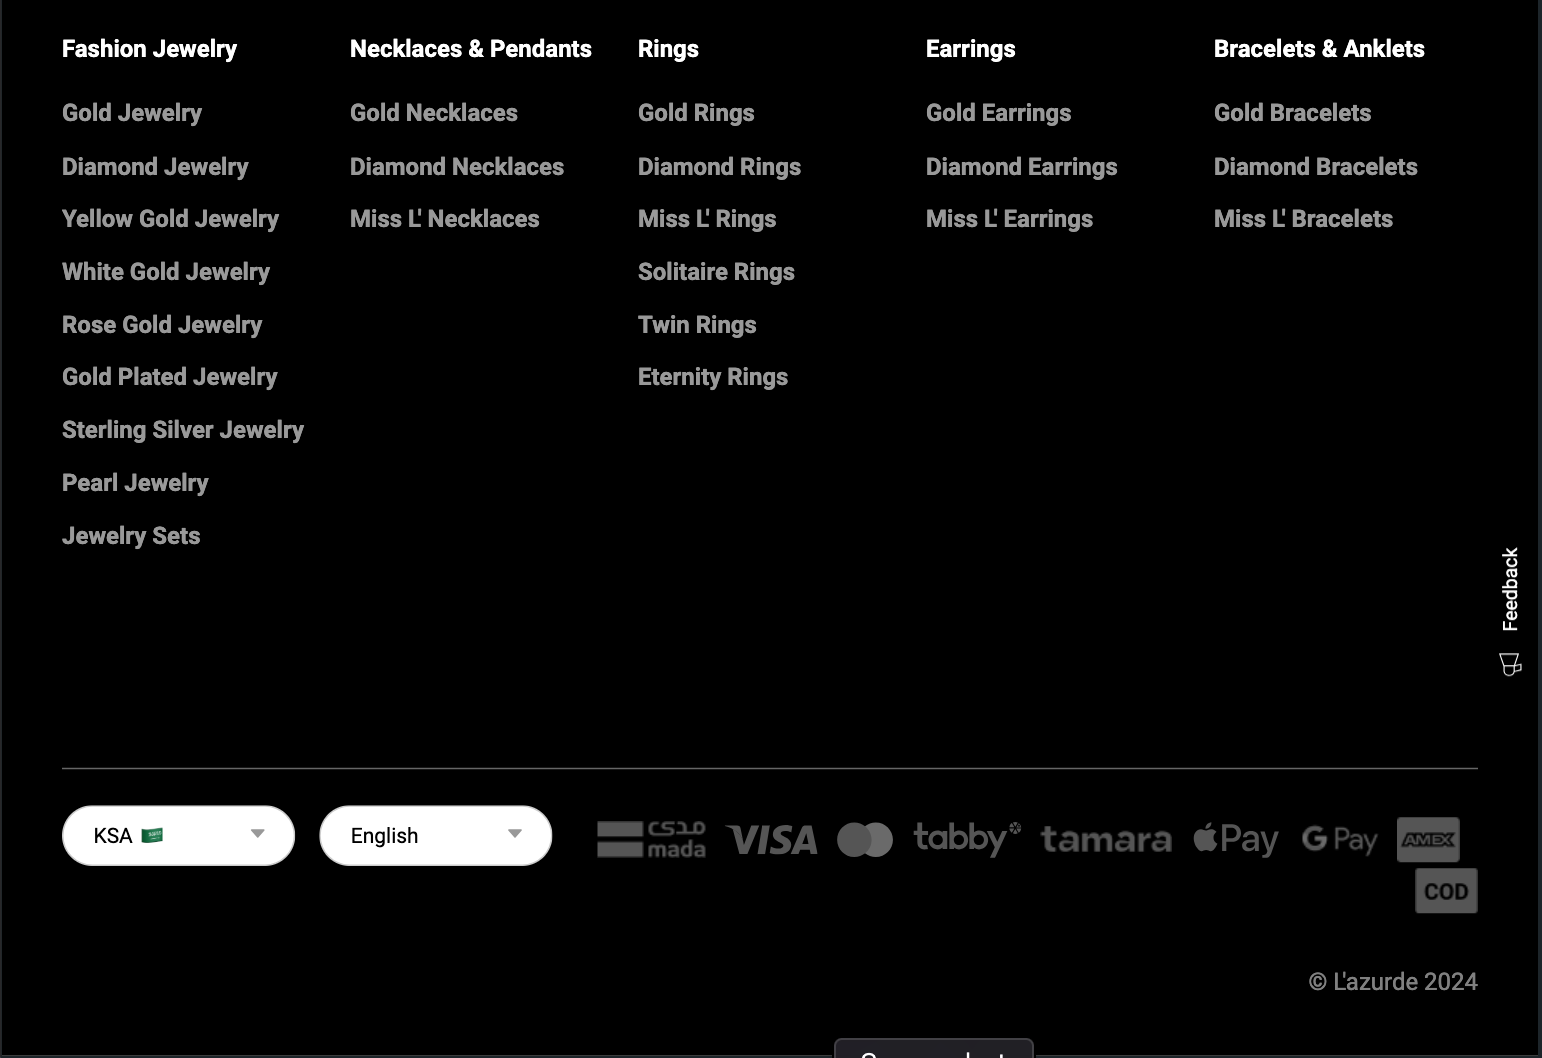 Fashion Jewelry
Gold Jewelry
Diamond Jewelry
Yellow Gold Jewelry
White Gold Jewelry
Rose Gold Jewelry
Gold Plated Jewelry
Sterling Silver Jewelry
Pearl Jewelry
Jewelry Sets
Necklaces & Pendants
Gold Necklaces
Diamond Necklaces
Miss L' Necklaces
Rings
Gold Rings
Diamond Rings
Miss L' Rings
Solitaire Rings
Twin Rings
Eternity Rings
Earrings
Gold Earrings
Diamond Earrings
Miss L' Earrings
Bracelets & Anklets
Gold Bracelets
Diamond Bracelets
Miss L' Bracelets
Feedback
KSA
English
مدى
mada
VISA
tabby
tamara
Pay
G Pay
AMEX
COD
© L'azurde 2024